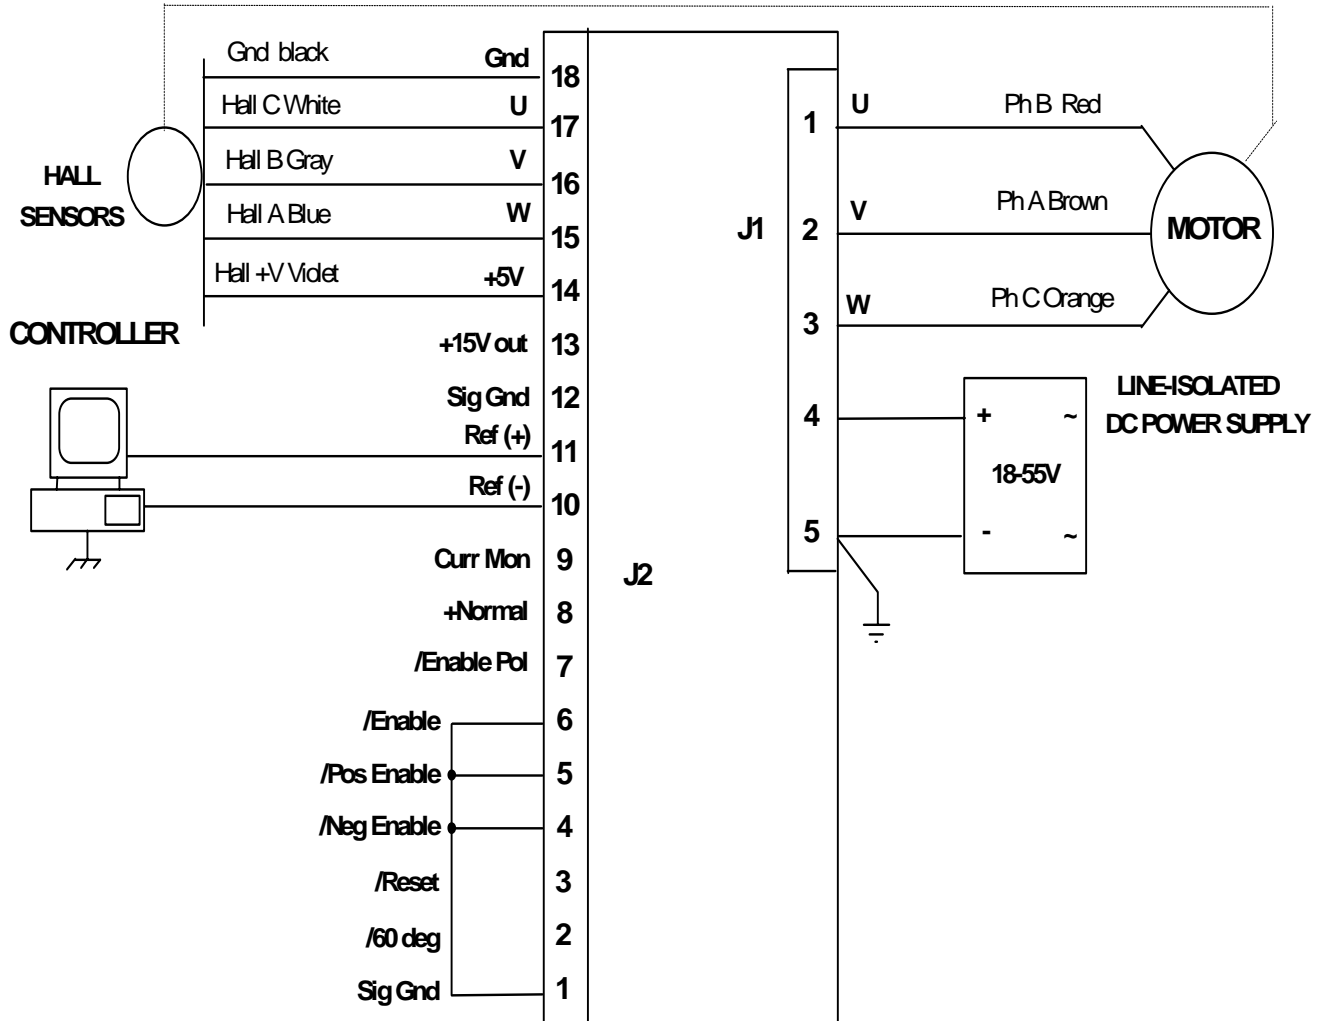 Gnd black Gnd 18
Hall C White U 17
Hall B Gray V 16
Hall A Blue W 15
Hall +V Violet +5V 14
HALL
SENSORS
CONTROLLER
+15V out 13
Sig Gnd 12
Ref (+) 11
Ref (-) 10
Curr Mon 9
+Normal 8
/Enable Pol 7
/Enable 6
/Pos Enable 5
/Neg Enable 4
/Reset 3
/60 deg 2
Sig Gnd 1
J2
J1
1 U Ph B Red
2 V Ph A Brown
3 W Ph C Orange
MOTOR
4 + ~
18-55V
5 - ~
LINE-ISOLATED
DC POWER SUPPLY